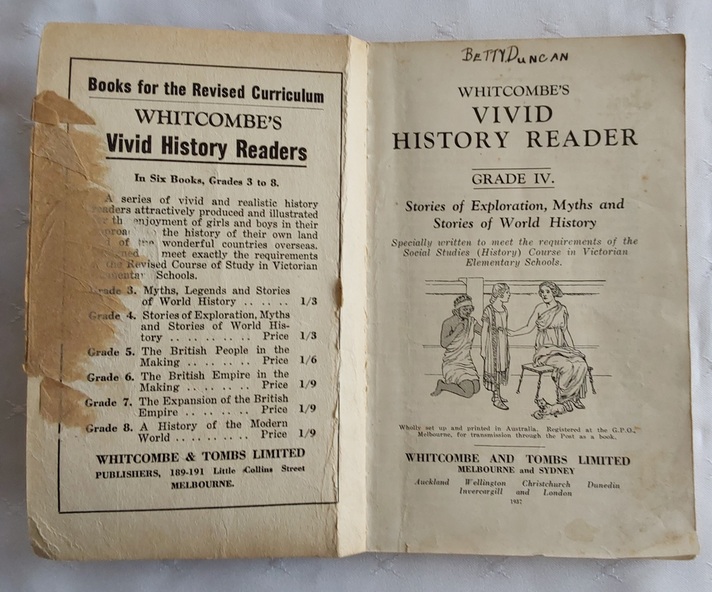 Books for the Revised Curriculum
WHITCOMBE'S
Vivid History Readers
In Six Books, Grades 3 to 8.
A series of vivid and realistic history
readers attractively produced and illustrated
for the enjoyment of girls and boys in their
the history of their own land
of the wonderful countries overseas.
meet exactly the requirements
the Revised Course of Study in Victorian
Schools.
Grade 3. Myths, Legends and Stories
of World History .. .. .. 1/3
Grade 4. Stories of Exploration, Myths
and Stories of World His-
tory .. .. .. .. Price 1/3
Grade 5. The British People in the
Making .. .. .. .. Price 1/6
Grade 6. The British Empire in the
Making .. .. .. .. Price 1/9
Grade 7. The Expansion of the British
Empire .. .. .. .. Price 1/9
Grade 8. A History of the Modern
World .. .. .. .. Price 1/9
WHITCOMBE & TOMBS LIMITED
PUBLISHERS, 189-191 Little Collins Street
MELBOURNE.
BETTY DUNCAN
WHITCOMBE'S
VIVID
HISTORY READER
GRADE IV.
Stories of Exploration, Myths and
Stories of World History
Specially written to meet the requirements of the
Social Studies (History) Course in Victorian
Elementary Schools.
Wholly set up and printed in Australia. Registered at the G.P.O.,
Melbourne, for transmission through the Post as a book.
WHITCOMBE AND TOMBS LIMITED
MELBOURNE and SYDNEY
Auckland Wellington Christchurch Dunedin
Invercargill and London